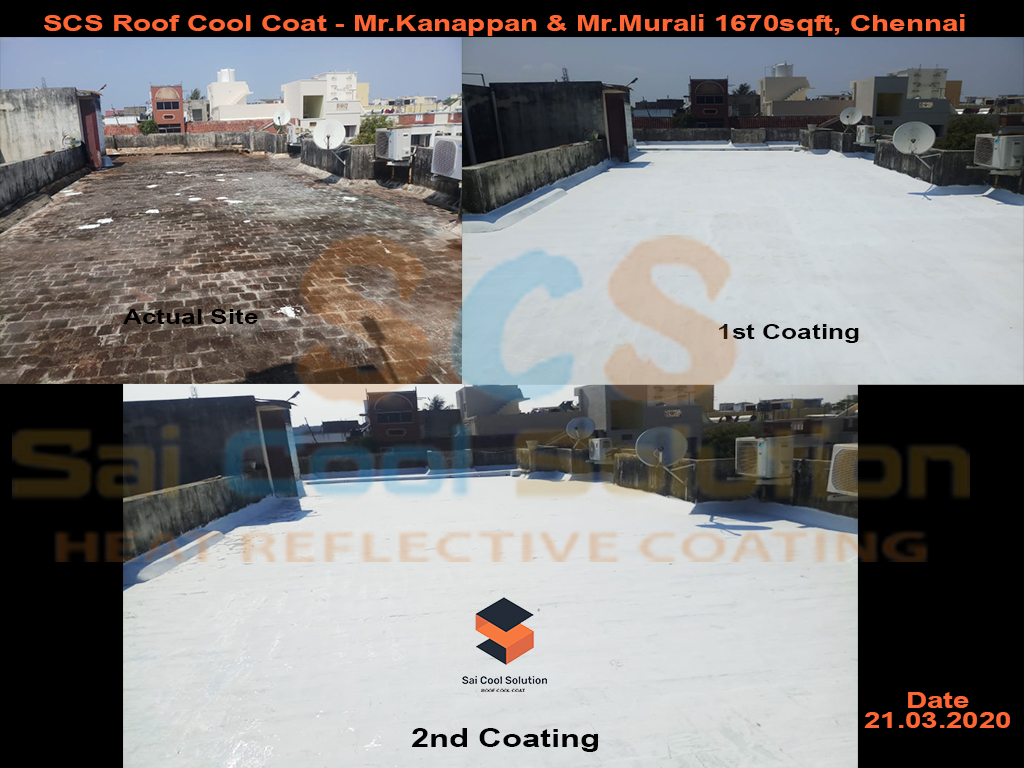 SCS Roof Cool Coat - Mr.Kanappan & Mr.Murali 1670sqft, Chennai
Actual Site
1st Coating
SCS
Sai Cool Solution
HEAT REFLECTIVE COATING
Sai Cool Solution
ROOF COOL COAT
2nd Coating
Date
21.03.2020